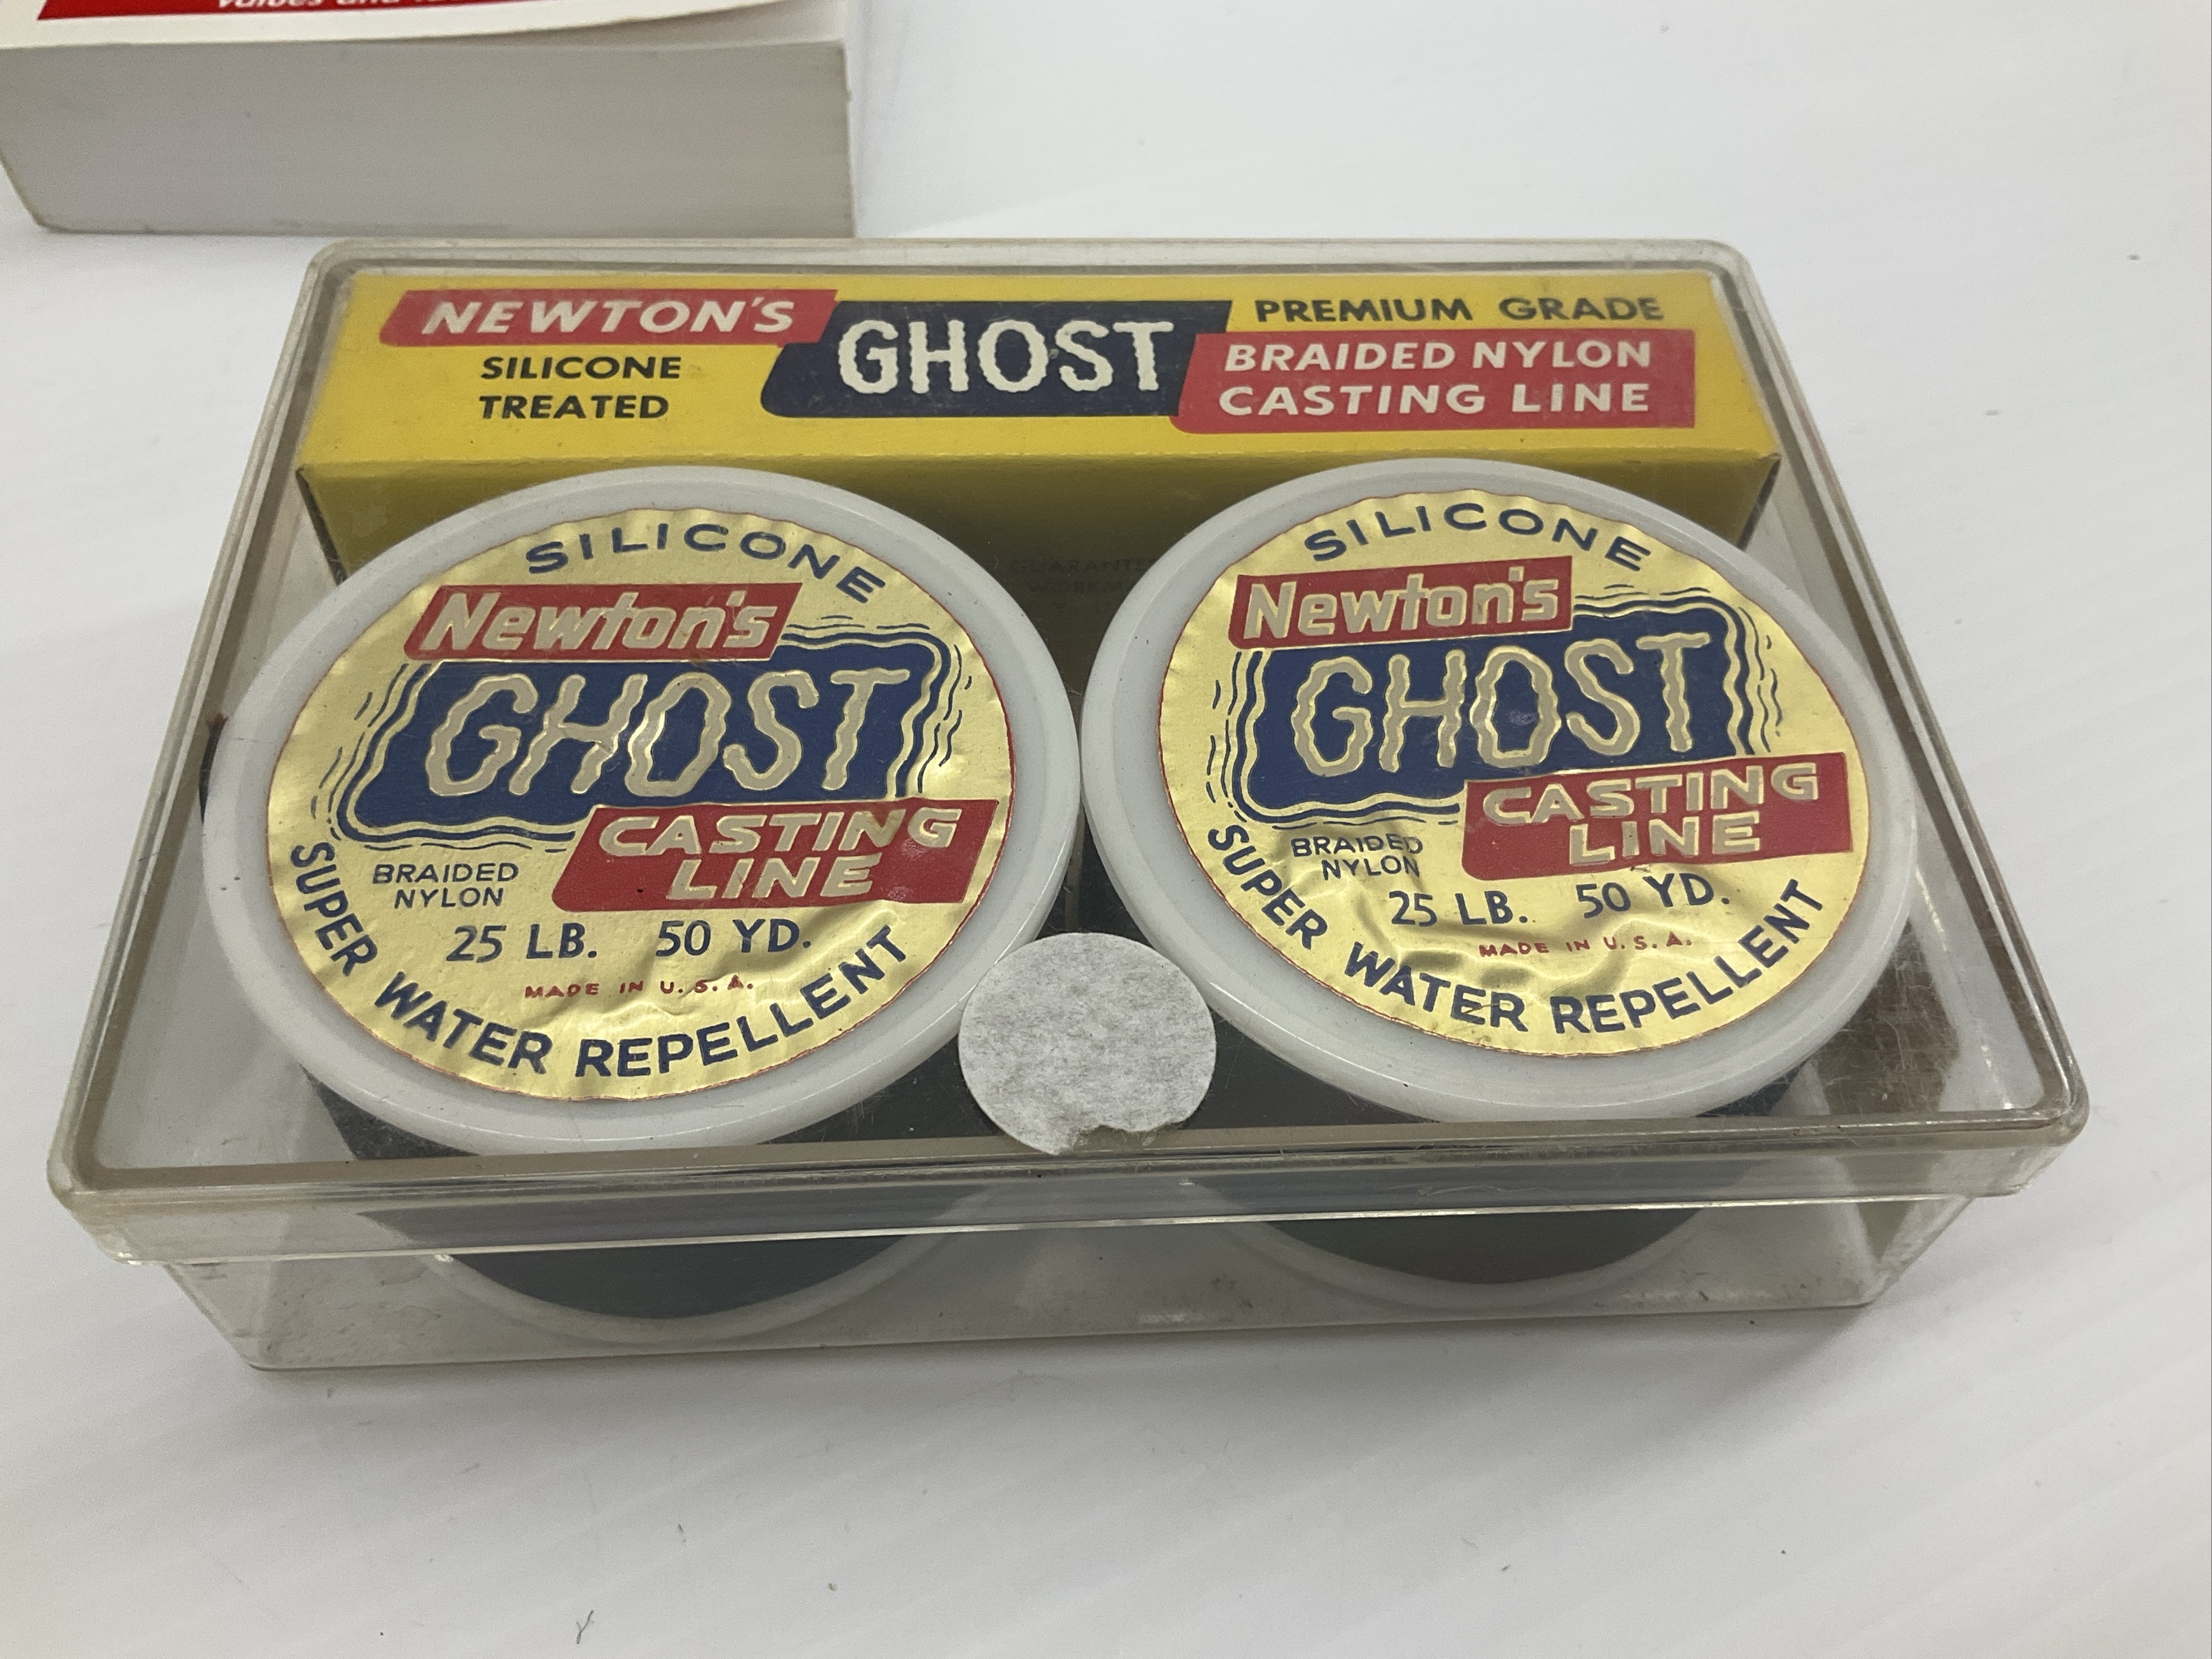 NEWTON'S
SILICONE
TREATED
GHOST
PREMIUM GRADE
BRAIDED NYLON
CASTING LINE
SILICONE
Newton's
GHOST
CASTING
LINE
BRAIDED
NYLON
25 LB. 50 YD.
MADE IN U.S.A.
SUPER WATER REPELLENT
SILICONE
Newton's
GHOST
CASTING
LINE
BRAIDED
NYLON
25 LB. 50 YD.
MADE IN U.S.A.
SUPER WATER REPELLENT